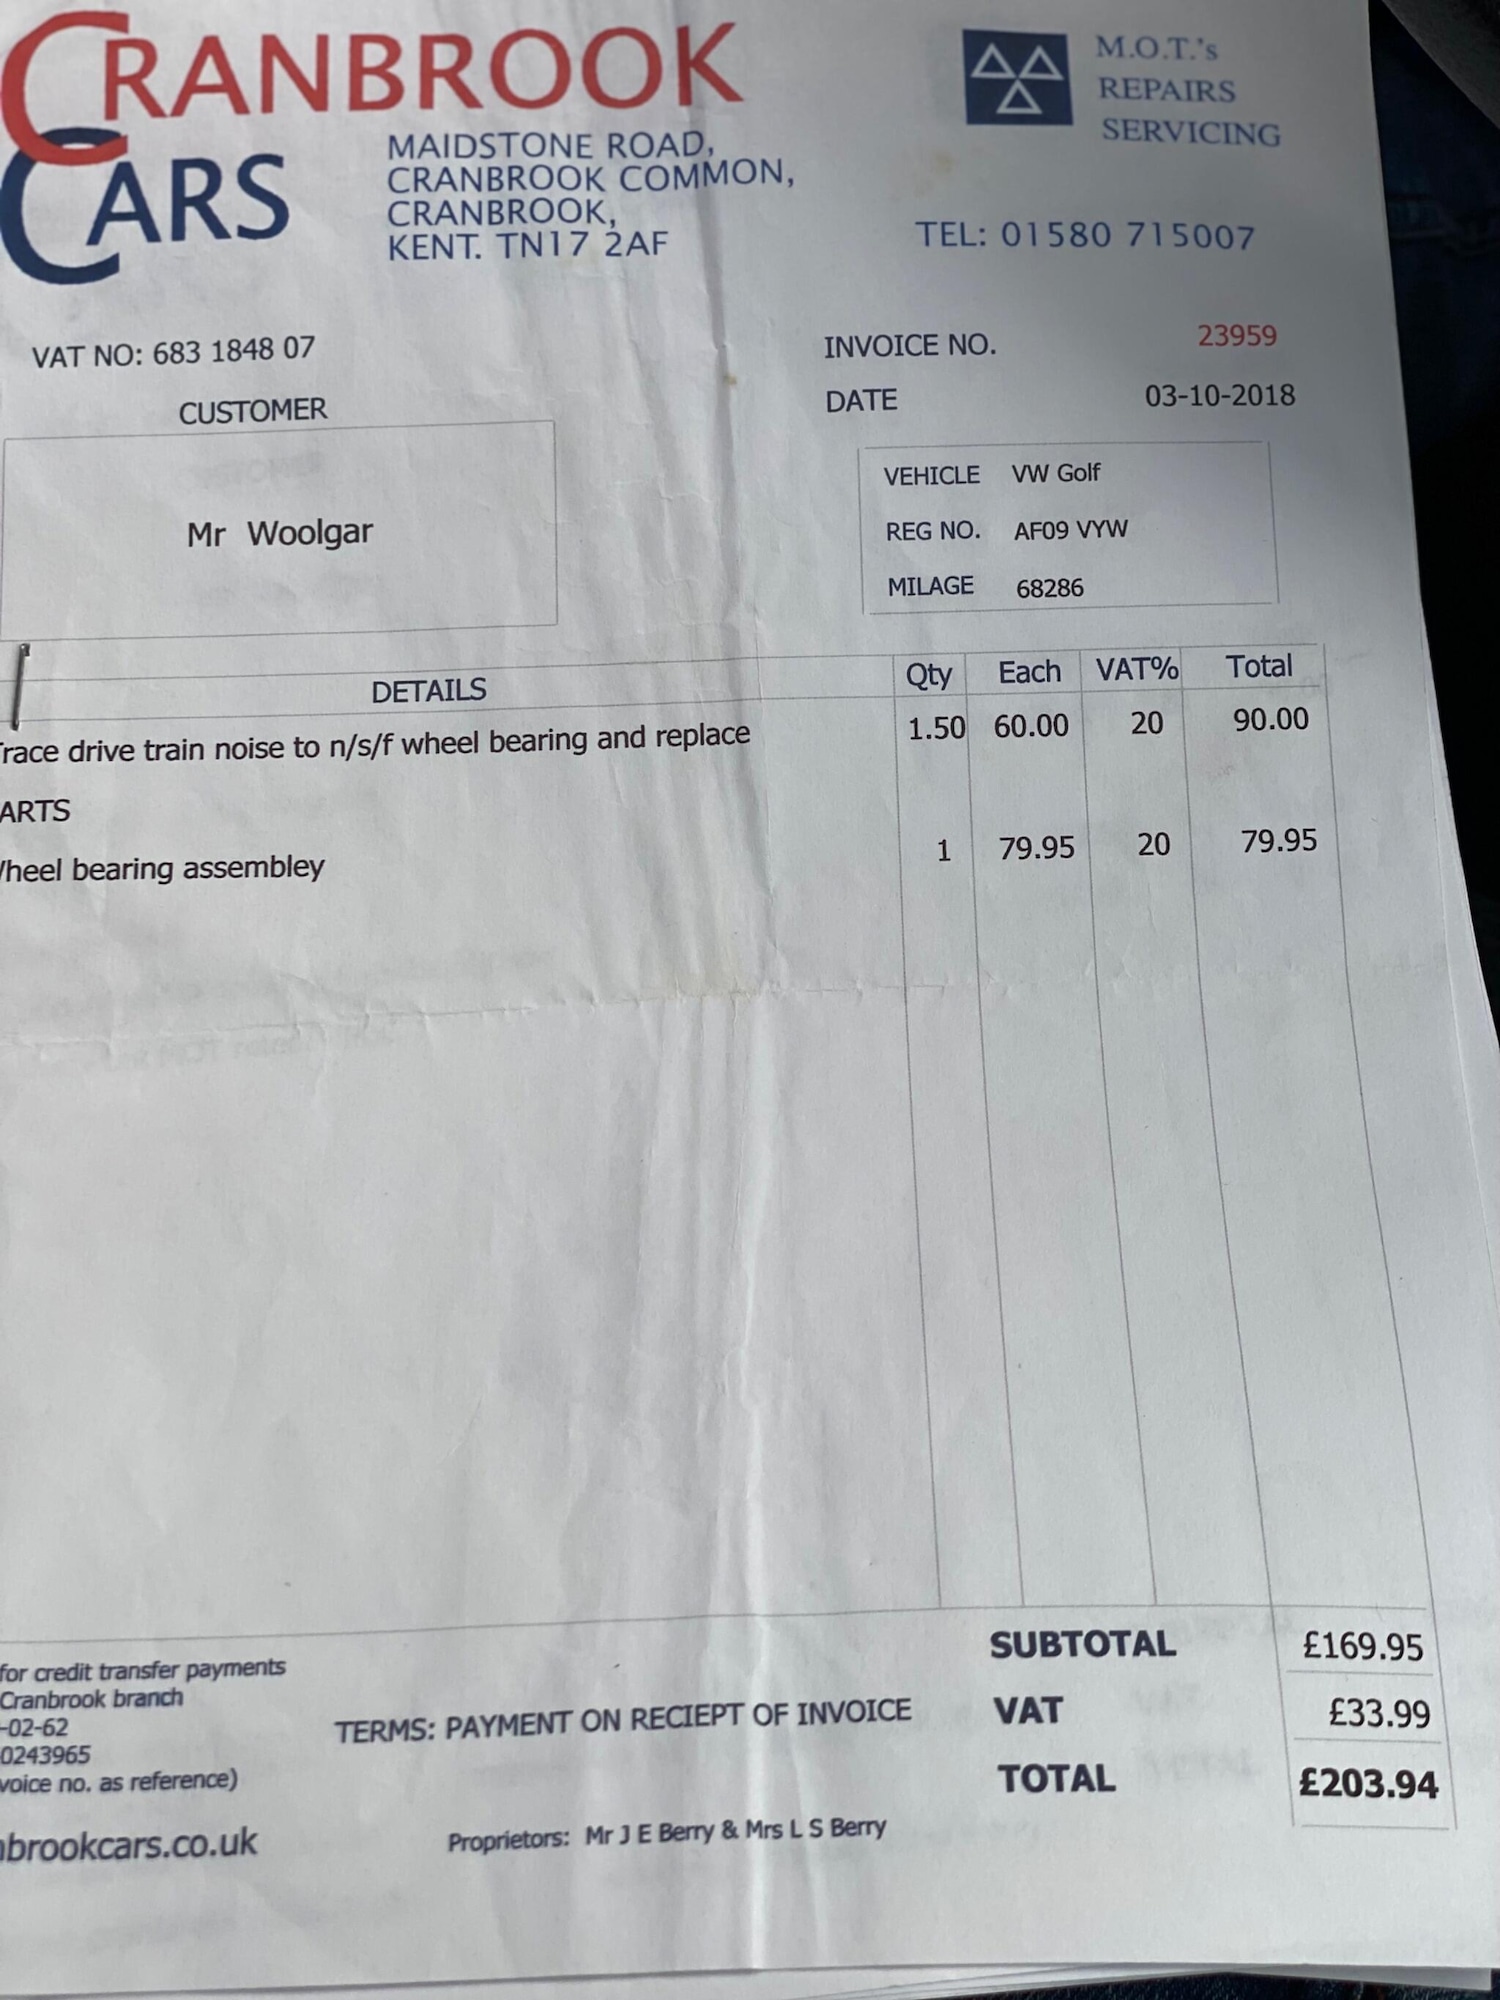 CRANBROOK
CARS
MAIDSTONE ROAD,
CRANBROOK COMMON,
CRANBROOK,
KENT. TN17 2AF
M.O.T.'s
REPAIRS
SERVICING
TEL: 01580 715007
VAT NO: 683 1848 07
INVOICE NO. 23959
DATE 03-10-2018
CUSTOMER
Mr Woolgar
VEHICLE VW Golf
REG NO. AF09 VYW
MILAGE 68286
DETAILS Qty Each VAT% Total
race drive train noise to n/s/f wheel bearing and replace 1.50 60.00 20 90.00
ARTS
heel bearing assembley 1 79.95 20 79.95
for credit transfer payments
Cranbrook branch
-02-62
0243965
voice no. as reference)
brookcars.co.uk
TERMS: PAYMENT ON RECIEPT OF INVOICE
Proprietors: Mr J E Berry & Mrs L S Berry
SUBTOTAL £169.95
VAT £33.99
TOTAL £203.94